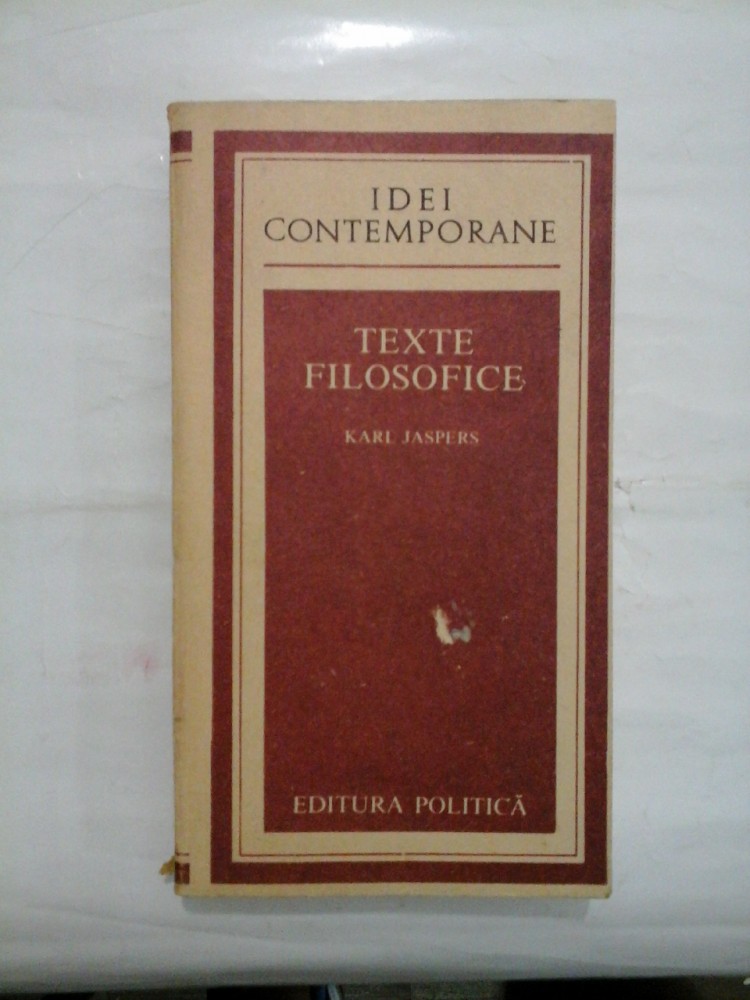 IDEI
CONTEMPORANE
TEXTE
FILOSOFICE
KARL JASPERS
EDITURA POLITICĂ